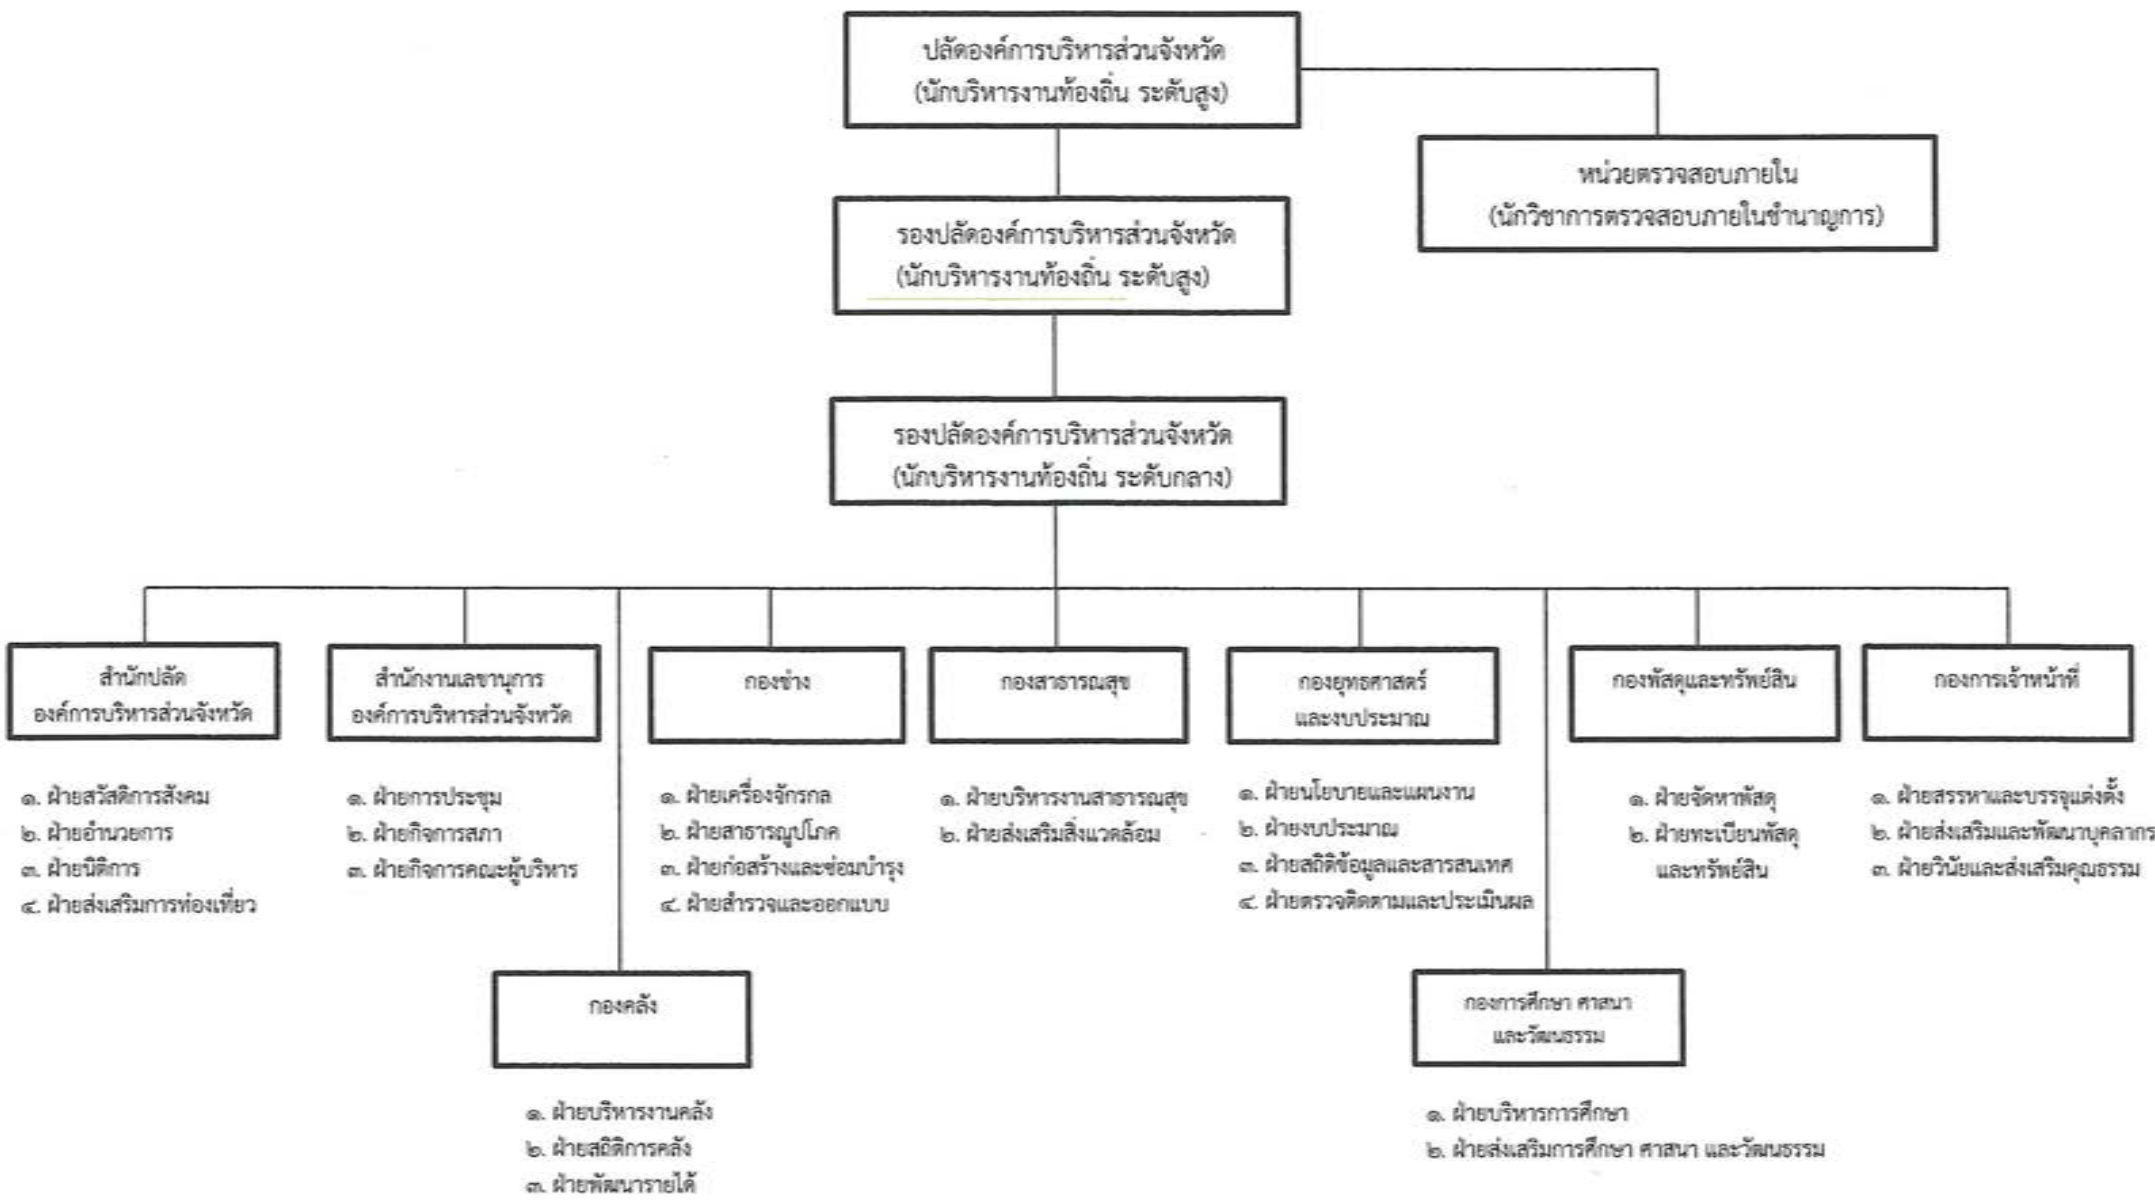 ปลัดองค์การบริหารส่วนจังหวัด
(นักบริหารงานท้องถิ่น ระดับสูง)
หน่วยตรวจสอบภายใน
(นักวิชาการตรวจสอบภายในชำนาญการ)
รองปลัดองค์การบริหารส่วนจังหวัด
(นักบริหารงานท้องถิ่น ระดับสูง)
รองปลัดองค์การบริหารส่วนจังหวัด
(นักบริหารงานท้องถิ่น ระดับกลาง)
สำนักปลัด
องค์การบริหารส่วนจังหวัด
๑. ฝ่ายสวัสดิการสังคม
๒. ฝ่ายอำนวยการ
๓. ฝ่ายนิติการ
๔. ฝ่ายส่งเสริมการท่องเที่ยว
สำนักงานเลขานุการ
องค์การบริหารส่วนจังหวัด
๑. ฝ่ายการประชุม
๒. ฝ่ายกิจการสภา
๓. ฝ่ายกิจการคณะผู้บริหาร
กองช่าง
๑. ฝ่ายเครื่องจักรกล
๒. ฝ่ายสาธารณูปโภค
๓. ฝ่ายก่อสร้างและซ่อมบำรุง
๔. ฝ่ายสำรวจและออกแบบ
กองสาธารณสุข
๑. ฝ่ายบริหารงานสาธารณสุข
๒. ฝ่ายส่งเสริมสิ่งแวดล้อม
กองยุทธศาสตร์
และงบประมาณ
๑. ฝ่ายนโยบายและแผนงาน
๒. ฝ่ายงบประมาณ
๓. ฝ่ายสถิติข้อมูลและสารสนเทศ
๔. ฝ่ายตรวจติดตามและประเมินผล
กองพัสดุและทรัพย์สิน
๑. ฝ่ายจัดหาพัสดุ
๒. ฝ่ายทะเบียนพัสดุ
และทรัพย์สิน
กองการเจ้าหน้าที่
๑. ฝ่ายสรรหาและบรรจุแต่งตั้ง
๒. ฝ่ายส่งเสริมและพัฒนาบุคลากร
๓. ฝ่ายวินัยและส่งเสริมคุณธรรม
กองคลัง
๑. ฝ่ายบริหารงานคลัง
๒. ฝ่ายสถิติการคลัง
๓. ฝ่ายพัฒนารายได้
กองการศึกษา ศาสนา
และวัฒนธรรม
๑. ฝ่ายบริหารการศึกษา
๒. ฝ่ายส่งเสริมการศึกษา ศาสนา และวัฒนธรรม